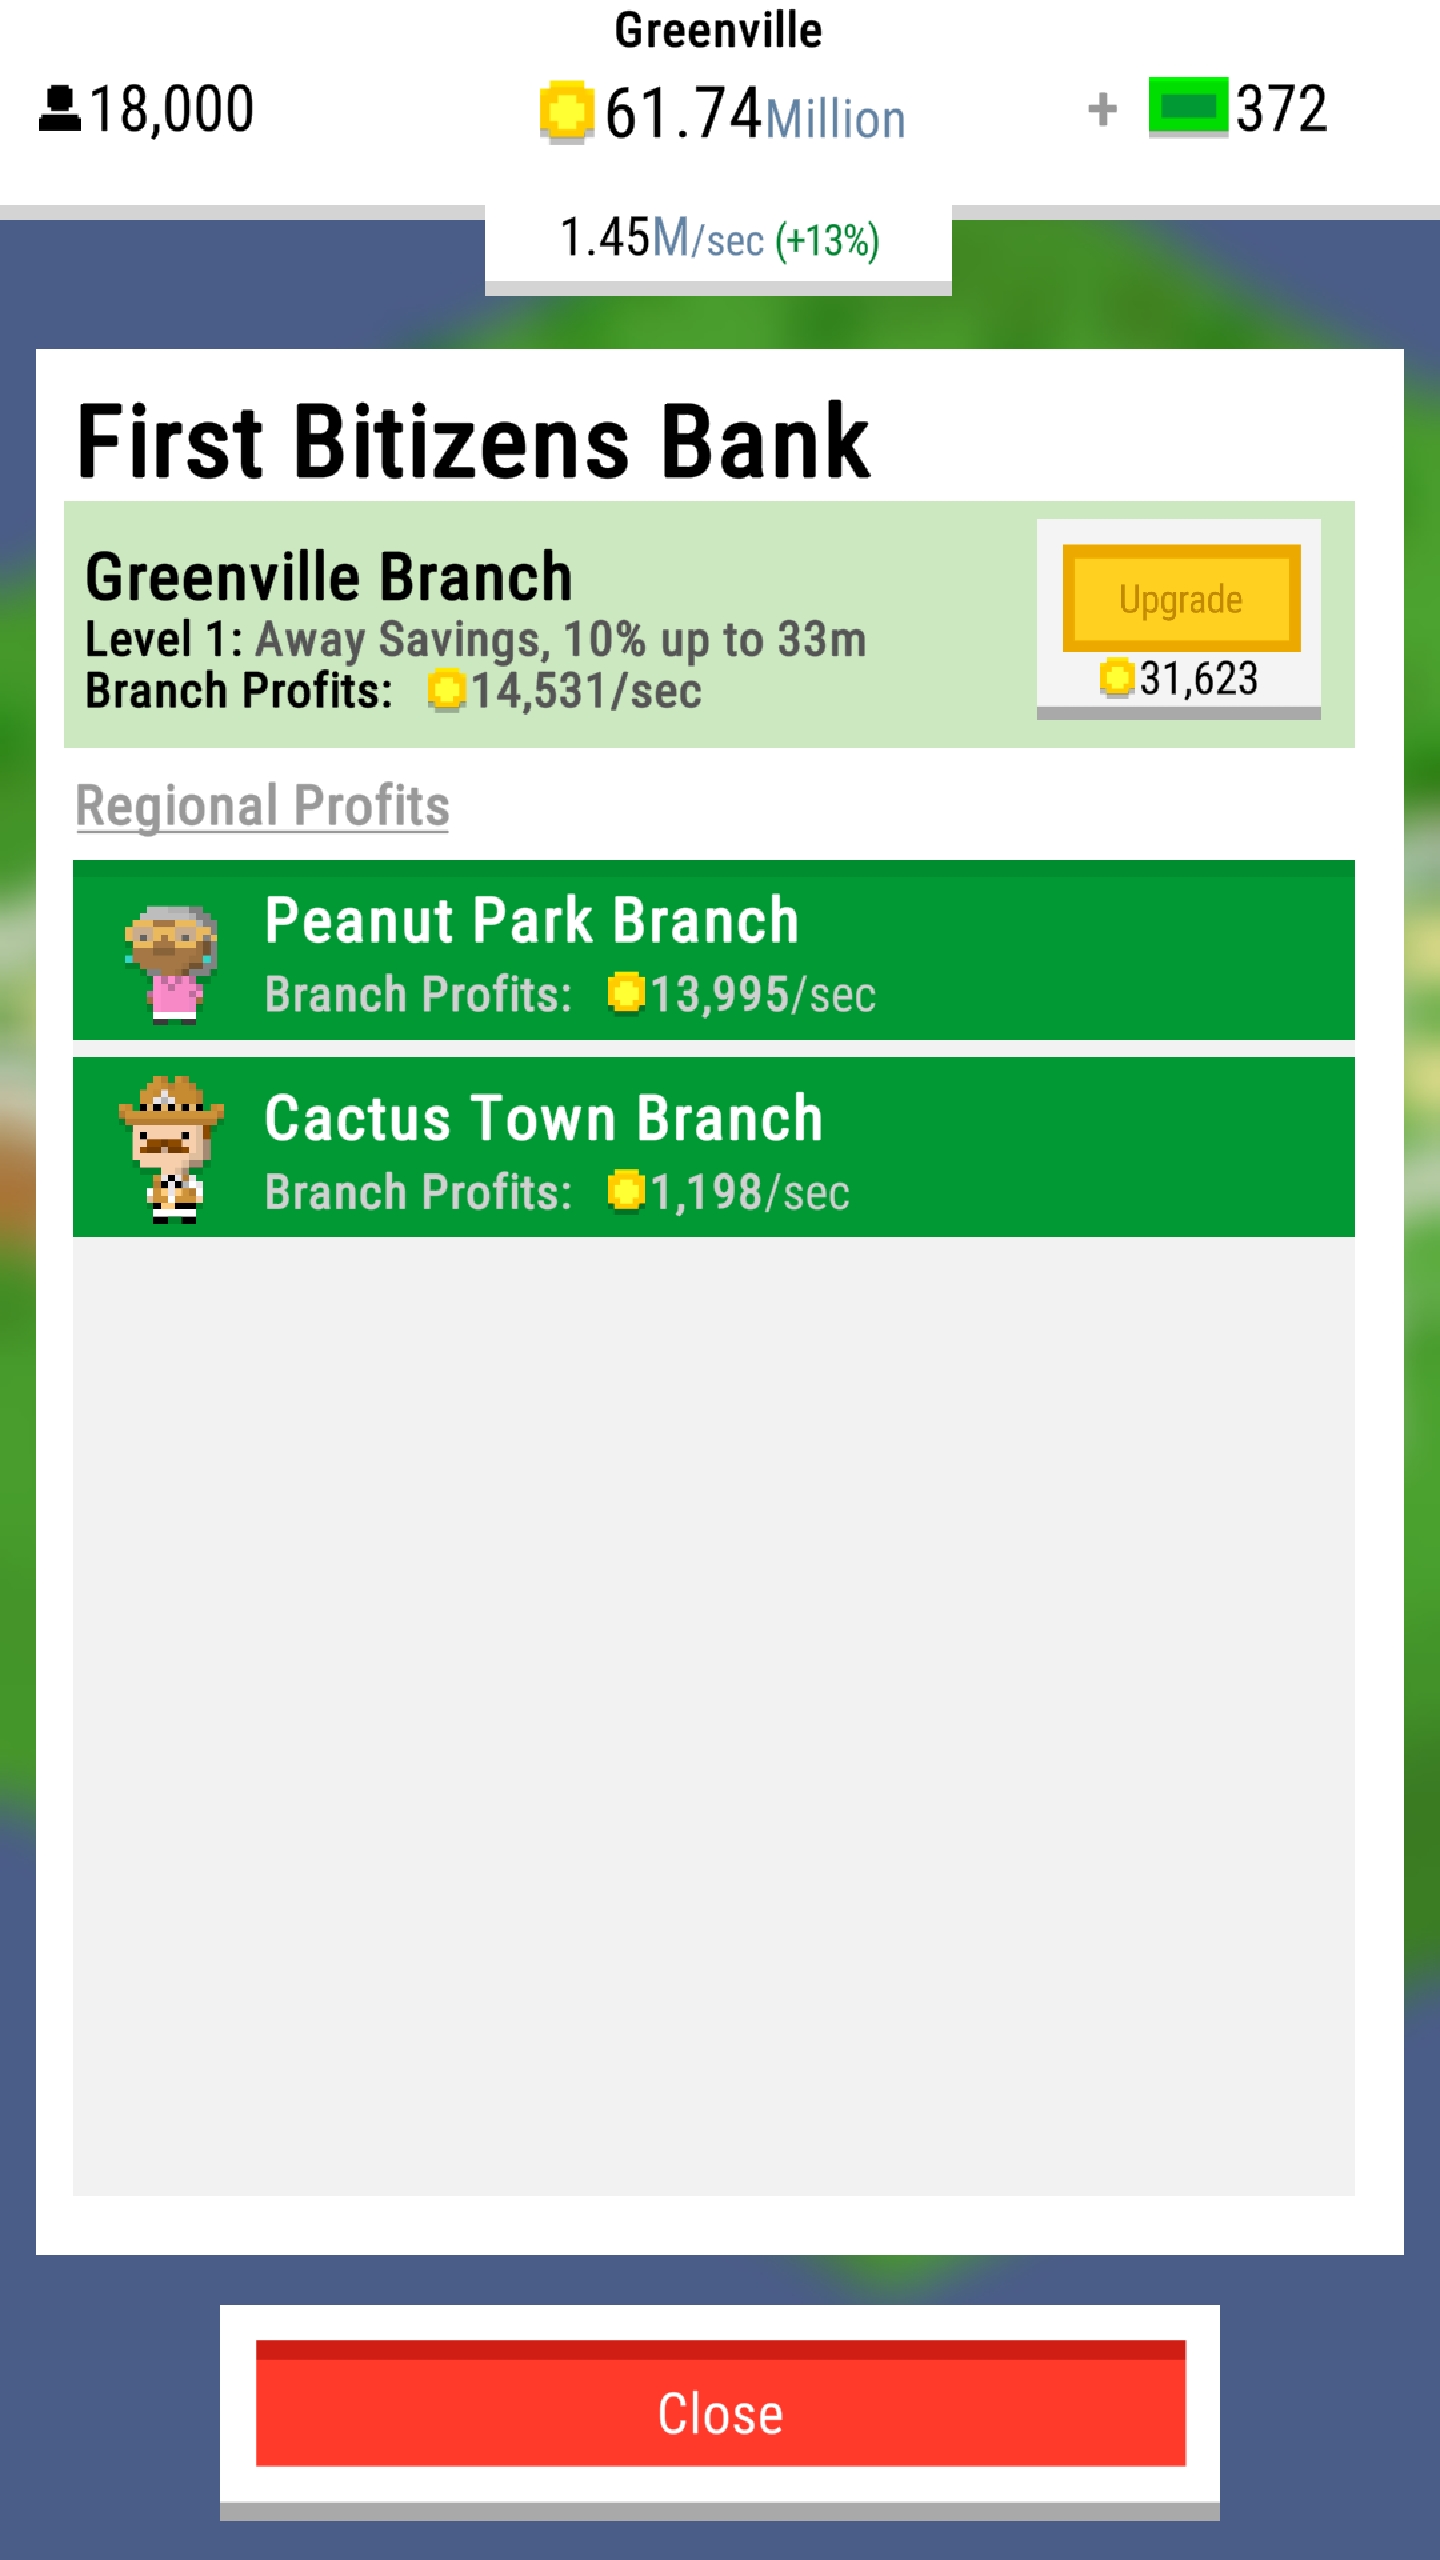 Greenville
18,000
61.74Million
+ 372
1.45M/sec (+13%)
First Bitizens Bank
Greenville Branch
Level 1: Away Savings, 10% up to 33m
Branch Profits: 14,531/sec
Upgrade
31,623
Regional Profits
Peanut Park Branch
Branch Profits: 13,995/sec
Cactus Town Branch
Branch Profits: 1,198/sec
Close